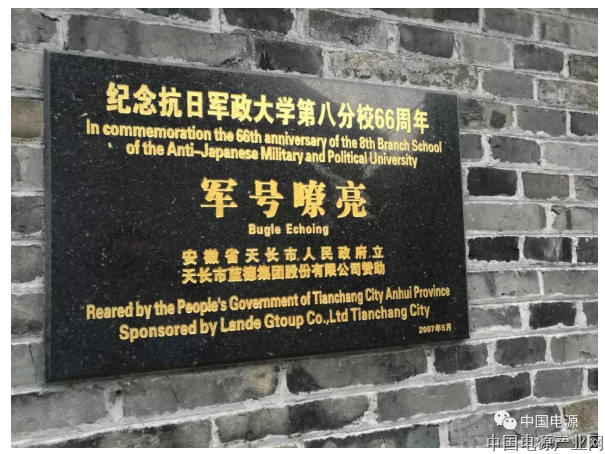 纪念抗日军政大学第八分校66周年
In commemoration the 66th anniversary of the 8th Branch School
of the Anti-Japanese Military and Political University
军号嘹亮
Bugle Echoing
安徽省天长市人民政府立
天长市蓝德集团股份有限公司赞助
Reared by the People's Government of Tianchang City Anhui Province
Sponsored by Lande Gtoup Co.,Ltd Tianchang City
2007年5月
中国电源
中国电源产业网